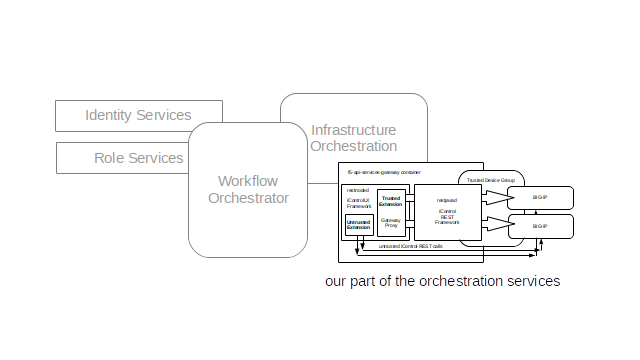 Identity Services
Role Services
Workflow
Orchestrator
Infrastructure
Orchestration
f5-api-services-gateway container
restnoded
iControlLX
Framework
Untrusted
Extension
Trusted
Extension
Gateway
Proxy
restjavad
iControl
REST
Framework
Trusted Device Group
BIG-IP
BIG-IP
untrusted iControl REST calls
our part of the orchestration services